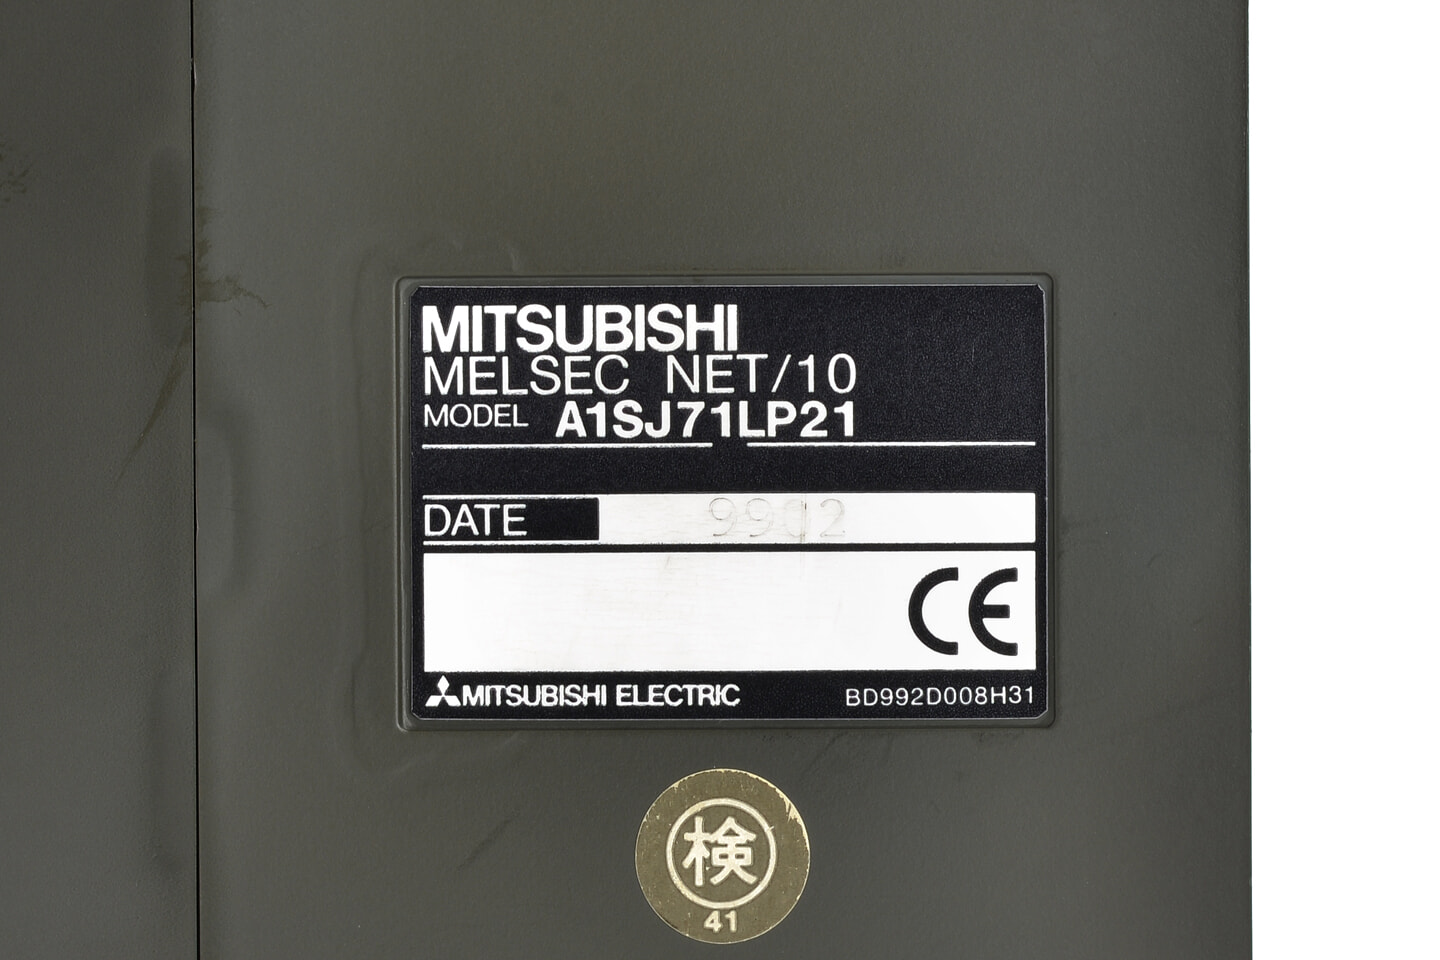 MITSUBISHI
MELSEC NET/10
MODEL A1SJ71LP21
DATE 9902
CE
MITSUBISHI ELECTRIC BD992D008H31
検
41